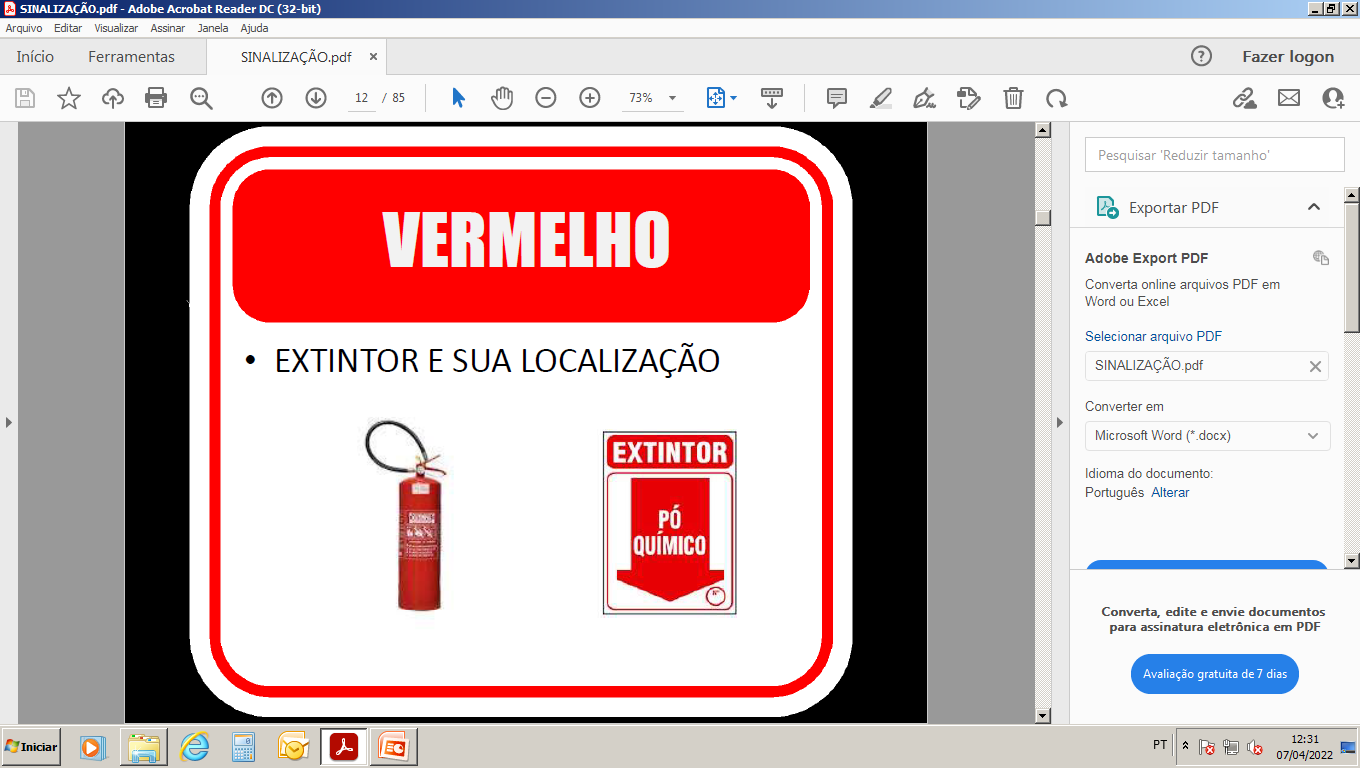 SINALIZAÇÃO.pdf - Adobe Acrobat Reader DC (32-bit)
Arquivo Editar Visualizar Assinar Janela Ajuda
Início Ferramentas SINALIZAÇÃO.pdf Fazer logon
12 / 85 73%
VERMELHO
• EXTINTOR E SUA LOCALIZAÇÃO
EXTINTOR
PÓ
QUÍMICO
Nº
Pesquisar 'Reduzir tamanho'
Exportar PDF
Adobe Export PDF
Converta online arquivos PDF em
Word ou Excel
Selecionar arquivo PDF
SINALIZAÇÃO.pdf
Converter em
Microsoft Word (*.docx)
Idioma do documento:
Português Alterar
Converta, edite e envie documentos
para assinatura eletrônica em PDF
Avaliação gratuita de 7 dias
Iniciar
PT
12:31
07/04/2022